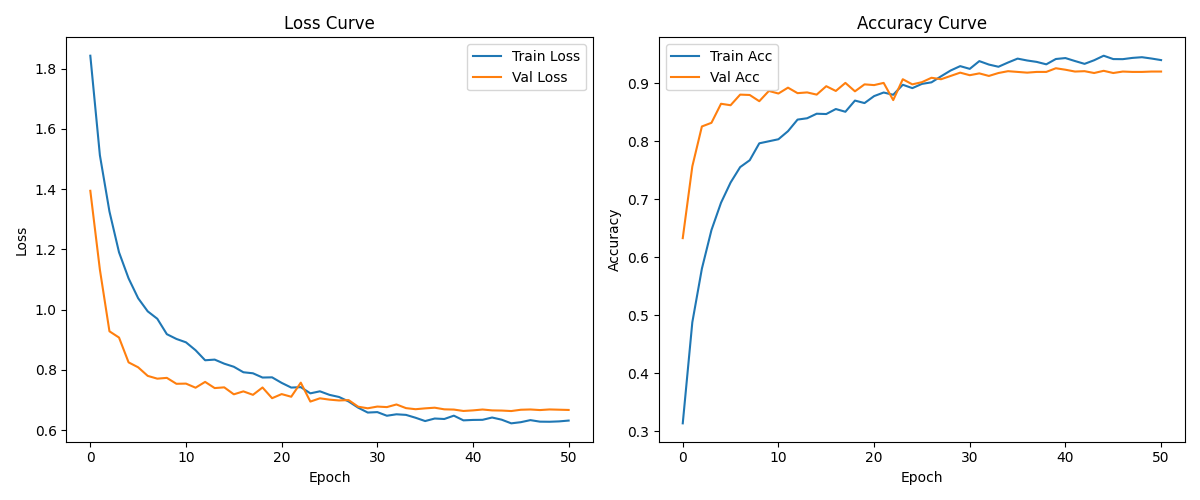 Loss Curve
Train Loss
Val Loss
1.8
1.6
1.4
1.2
1.0
0.8
0.6
Loss
0 10 20 30 40 50
Epoch
Accuracy Curve
Train Acc
Val Acc
0.9
0.8
0.7
0.6
0.5
0.4
0.3
Accuracy
0 10 20 30 40 50
Epoch